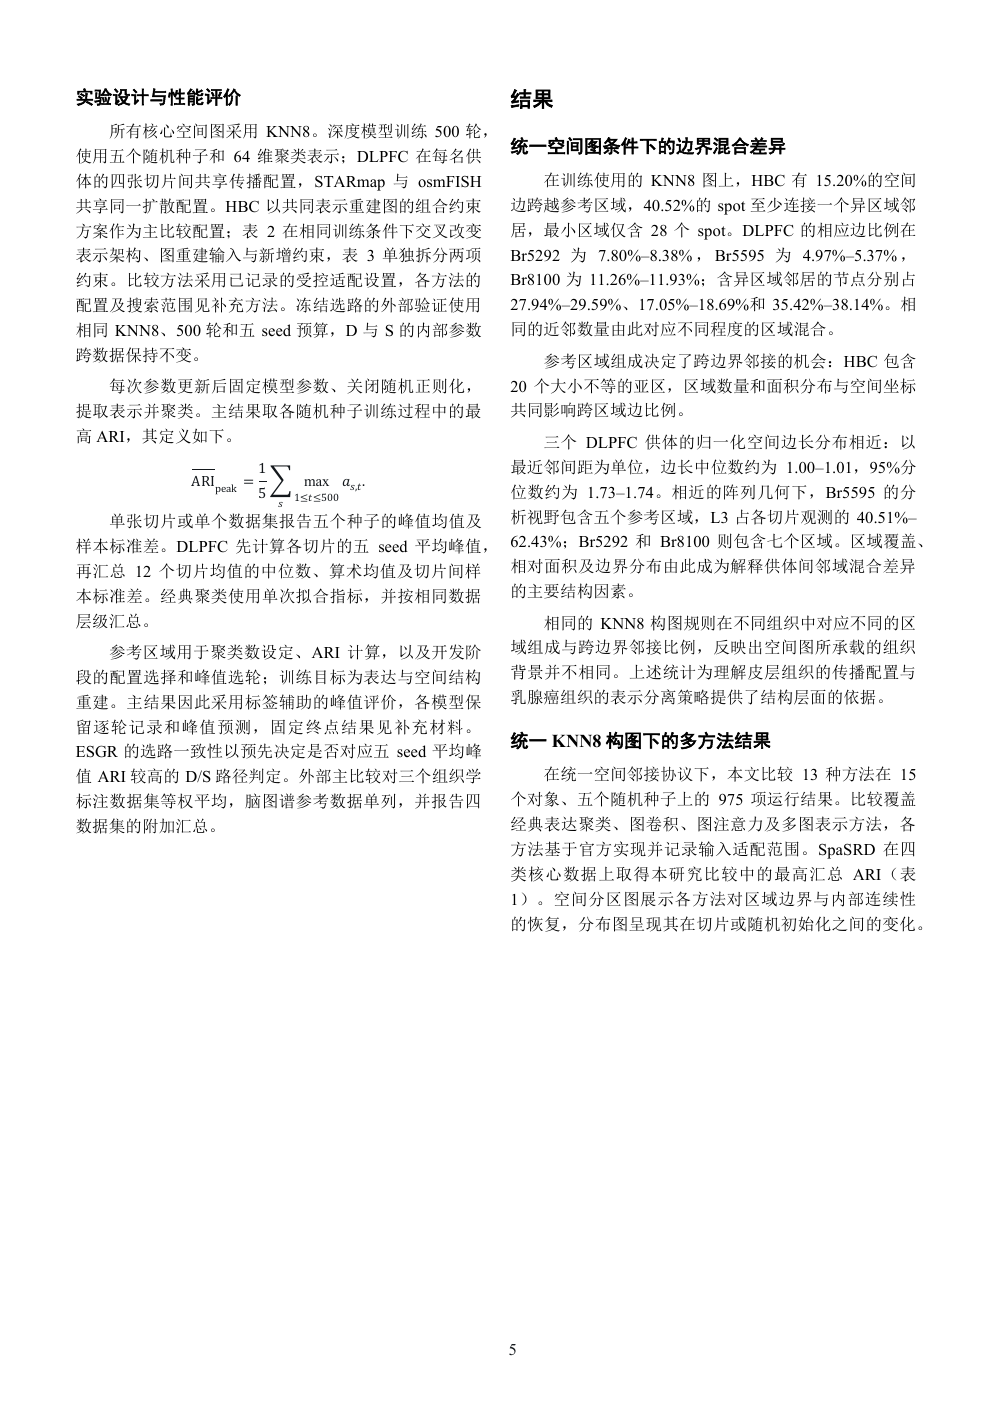 实验设计与性能评价
所有核心空间图采用 KNN8。深度模型训练 500 轮，
使用五个随机种子和 64 维聚类表示；DLPFC 在每名供
体的四张切片间共享传播配置，STARmap 与 osmFISH
共享同一扩散配置。HBC 以共同表示重建图的组合约束
方案作为主比较配置；表 2 在相同训练条件下交叉改变
表示架构、图重建输入与新增约束，表 3 单独拆分两项
约束。比较方法采用已记录的受控适配设置，各方法的
配置及搜索范围见补充方法。冻结选路的外部验证使用
相同 KNN8、500 轮和五 seed 预算，D 与 S 的内部参数
跨数据保持不变。
每次参数更新后固定模型参数、关闭随机正则化，
提取表示并聚类。主结果取各随机种子训练过程中的最
高 ARI，其定义如下。
$\overline{\mathrm{ARI}}_{\mathrm{peak}} = \frac{1}{5}\sum_{s} \max_{1\le t\le 500} a_{s,t}.$
单张切片或单个数据集报告五个种子的峰值均值及
样本标准差。DLPFC 先计算各切片的五 seed 平均峰值，
再汇总 12 个切片均值的中位数、算术均值及切片间样
本标准差。经典聚类使用单次拟合指标，并按相同数据
层级汇总。
参考区域用于聚类数设定、ARI 计算，以及开发阶
段的配置选择和峰值选轮；训练目标为表达与空间结构
重建。主结果因此采用标签辅助的峰值评价，各模型保
留逐轮记录和峰值预测，固定终点结果见补充材料。
ESGR 的选路一致性以预先决定是否对应五 seed 平均峰
值 ARI 较高的 D/S 路径判定。外部主比较对三个组织学
标注数据集等权平均，脑图谱参考数据单列，并报告四
数据集的附加汇总。
结果
统一空间图条件下的边界混合差异
在训练使用的 KNN8 图上，HBC 有 15.20%的空间
边跨越参考区域，40.52%的 spot 至少连接一个异区域邻
居，最小区域仅含 28 个 spot。DLPFC 的相应边比例在
Br5292 为 7.80%–8.38%，Br5595 为 4.97%–5.37%，
Br8100 为 11.26%–11.93%；含异区域邻居的节点分别占
27.94%–29.59%、17.05%–18.69%和 35.42%–38.14%。相
同的近邻数量由此对应不同程度的区域混合。
参考区域组成决定了跨边界邻接的机会：HBC 包含
20 个大小不等的亚区，区域数量和面积分布与空间坐标
共同影响跨区域边比例。
三个 DLPFC 供体的归一化空间边长分布相近：以
最近邻间距为单位，边长中位数约为 1.00–1.01，95%分
位数约为 1.73–1.74。相近的阵列几何下，Br5595 的分
析视野包含五个参考区域，L3 占各切片观测的 40.51%–
62.43%；Br5292 和 Br8100 则包含七个区域。区域覆盖、
相对面积及边界分布由此成为解释供体间邻域混合差异
的主要结构因素。
相同的 KNN8 构图规则在不同组织中对应不同的区
域组成与跨边界邻接比例，反映出空间图所承载的组织
背景并不相同。上述统计为理解皮层组织的传播配置与
乳腺癌组织的表示分离策略提供了结构层面的依据。
统一 KNN8 构图下的多方法结果
在统一空间邻接协议下，本文比较 13 种方法在 15
个对象、五个随机种子上的 975 项运行结果。比较覆盖
经典表达聚类、图卷积、图注意力及多图表示方法，各
方法基于官方实现并记录输入适配范围。SpaSRD 在四
类核心数据上取得本研究比较中的最高汇总 ARI（表
1）。空间分区图展示各方法对区域边界与内部连续性
的恢复，分布图呈现其在切片或随机初始化之间的变化。
5